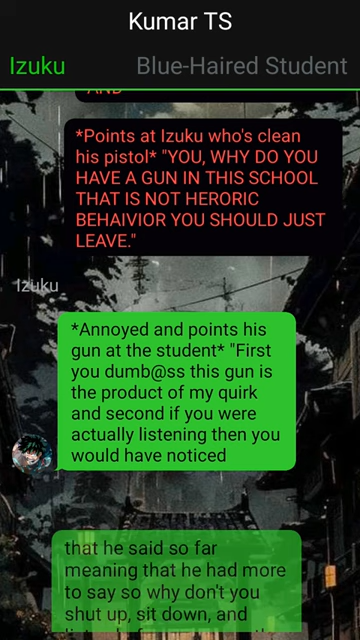 Kumar TS
Izuku
Blue-Haired Student
AND
*Points at Izuku who's clean
his pistol* "YOU, WHY DO YOU
HAVE A GUN IN THIS SCHOOL
THAT IS NOT HERORIC
BEHAIVIOR YOU SHOULD JUST
LEAVE."
Izuku
*Annoyed and points his
gun at the student* "First
you dumb@ss this gun is
the product of my quirk
and second if you were
actually listening then you
would have noticed
that he said so far
meaning that he had more
to say so why don't you
shut up, sit down, and